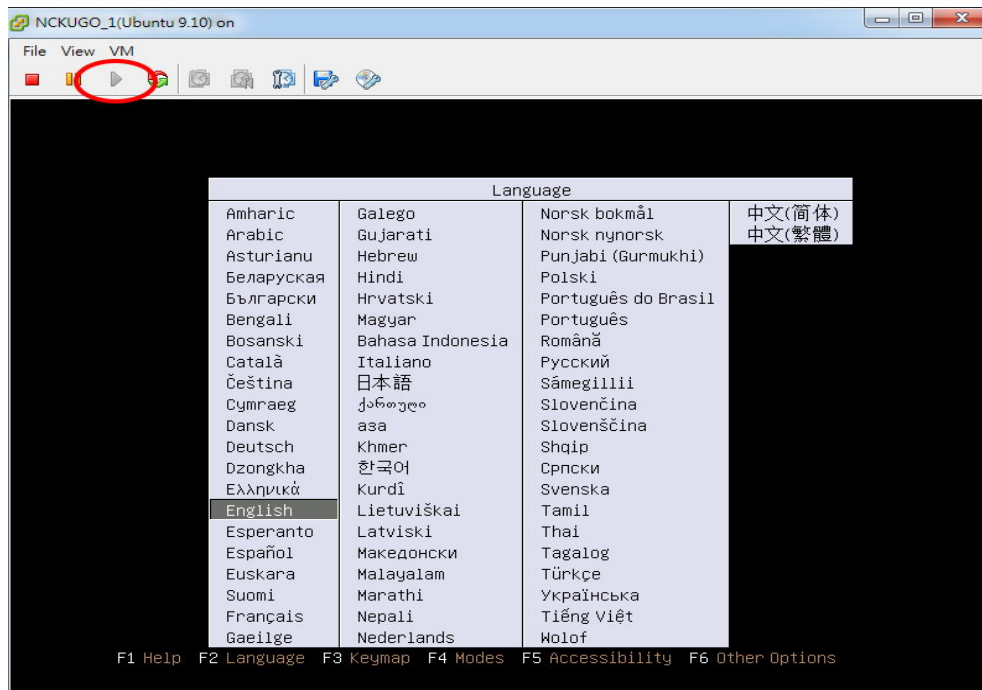 NCKUGO_1(Ubuntu 9.10) on
File View VM
Language
Amharic
Arabic
Asturianu
Беларуская
Български
Bengali
Bosanski
Català
Čeština
Cymraeg
Dansk
Deutsch
Dzongkha
Ελληνικά
English
Esperanto
Español
Euskara
Suomi
Français
Gaeilge
Galego
Gujarati
Hebrew
Hindi
Hrvatski
Magyar
Bahasa Indonesia
Italiano
日本語
ქართული
азa
Khmer
한국어
Kurdî
Lietuviškai
Latviski
Македонски
Malayalam
Marathi
Nepali
Nederlands
Norsk bokmål
Norsk nynorsk
Punjabi (Gurmukhi)
Polski
Português do Brasil
Português
Română
Русский
Sámegillii
Slovenčina
Slovenščina
Shqip
Српски
Svenska
Tamil
Thai
Tagalog
Türkçe
Українська
Tiếng Việt
Wolof
中文(简体)
中文(繁體)
F1 Help F2 Language F3 Keymap F4 Modes F5 Accessibility F6 Other Options